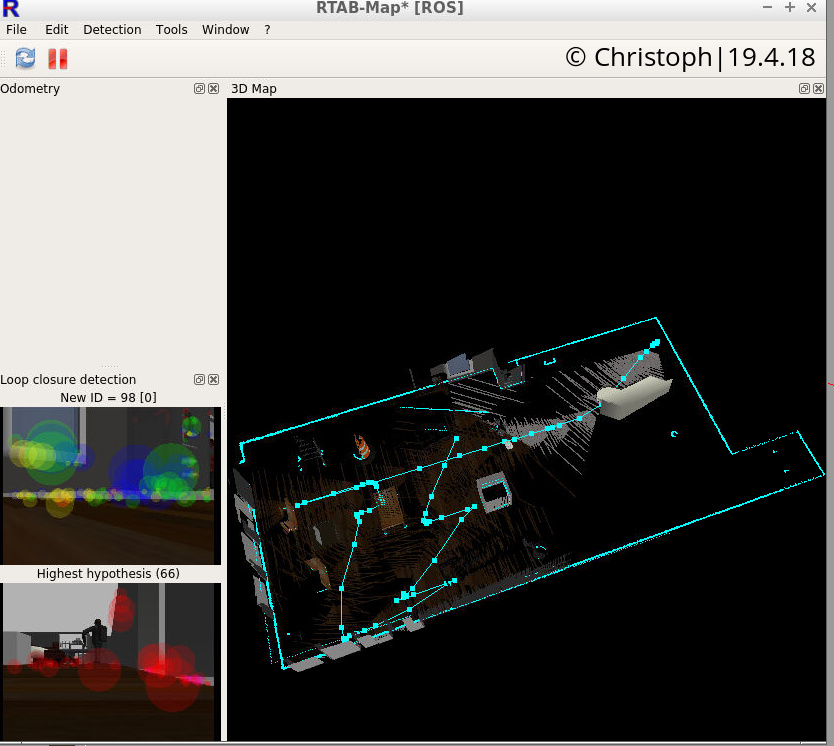 R
RTAB-Map* [ROS]
File Edit Detection Tools Window ?
© Christoph|19.4.18
Odometry
3D Map
Loop closure detection
New ID = 98 [0]
Highest hypothesis (66)